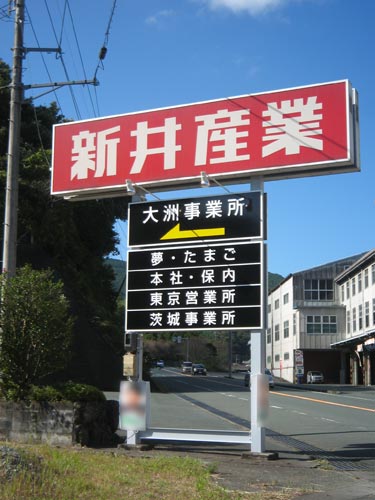 新井産業
大洲事業所
夢・たまご
本社・保内
東京営業所
茨城事業所